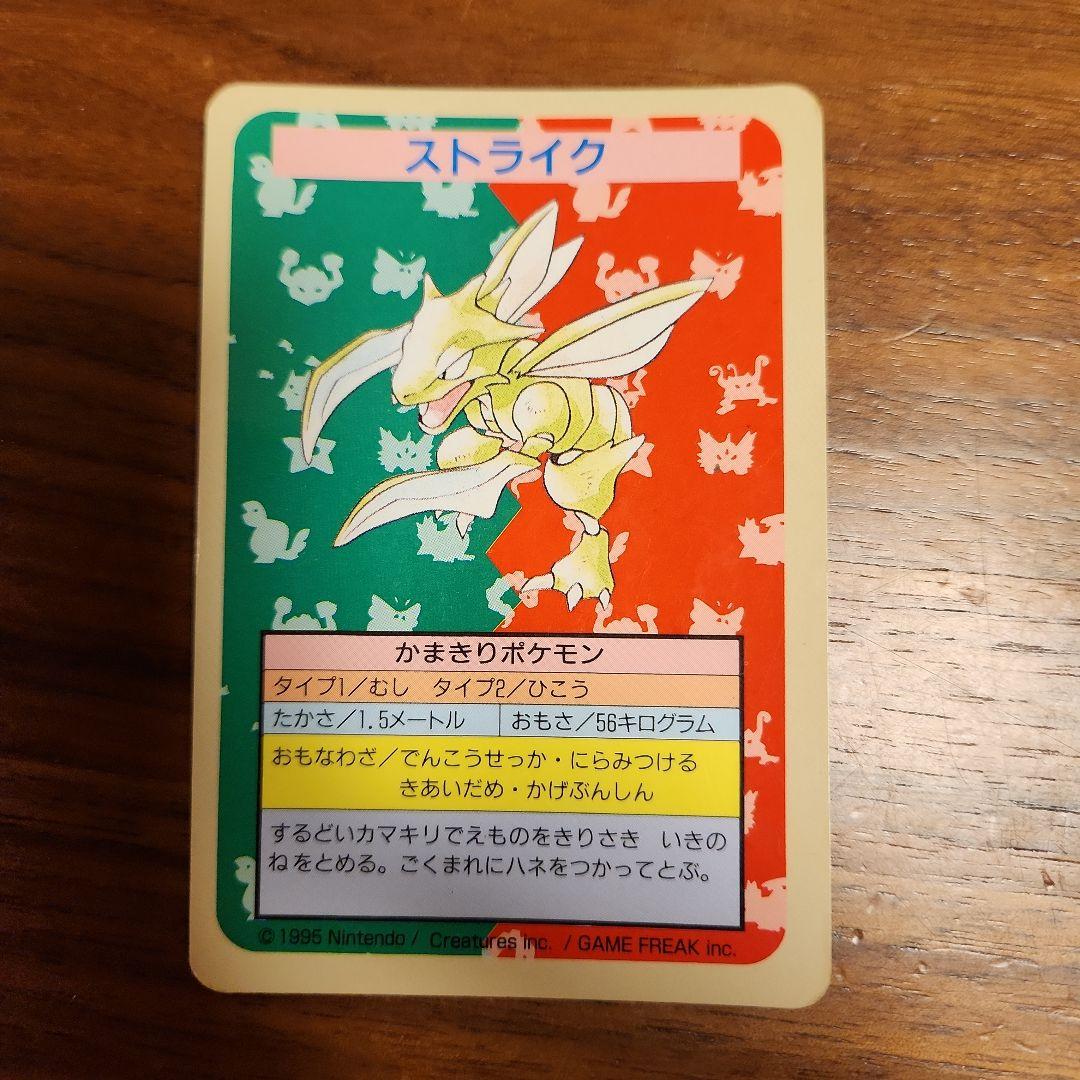 ストライク
かまきりポケモン
タイプ1／むし　タイプ2／ひこう
たかさ／1.5メートル　おもさ／56キログラム
おもなわざ／でんこうせっか・にらみつける
きあいだめ・かげぶんしん
するどいカマキリでえものをきりさき　いきの
ねをとめる。ごくまれにハネをつかってとぶ。
© 1995 Nintendo / Creatures inc. / GAME FREAK inc.